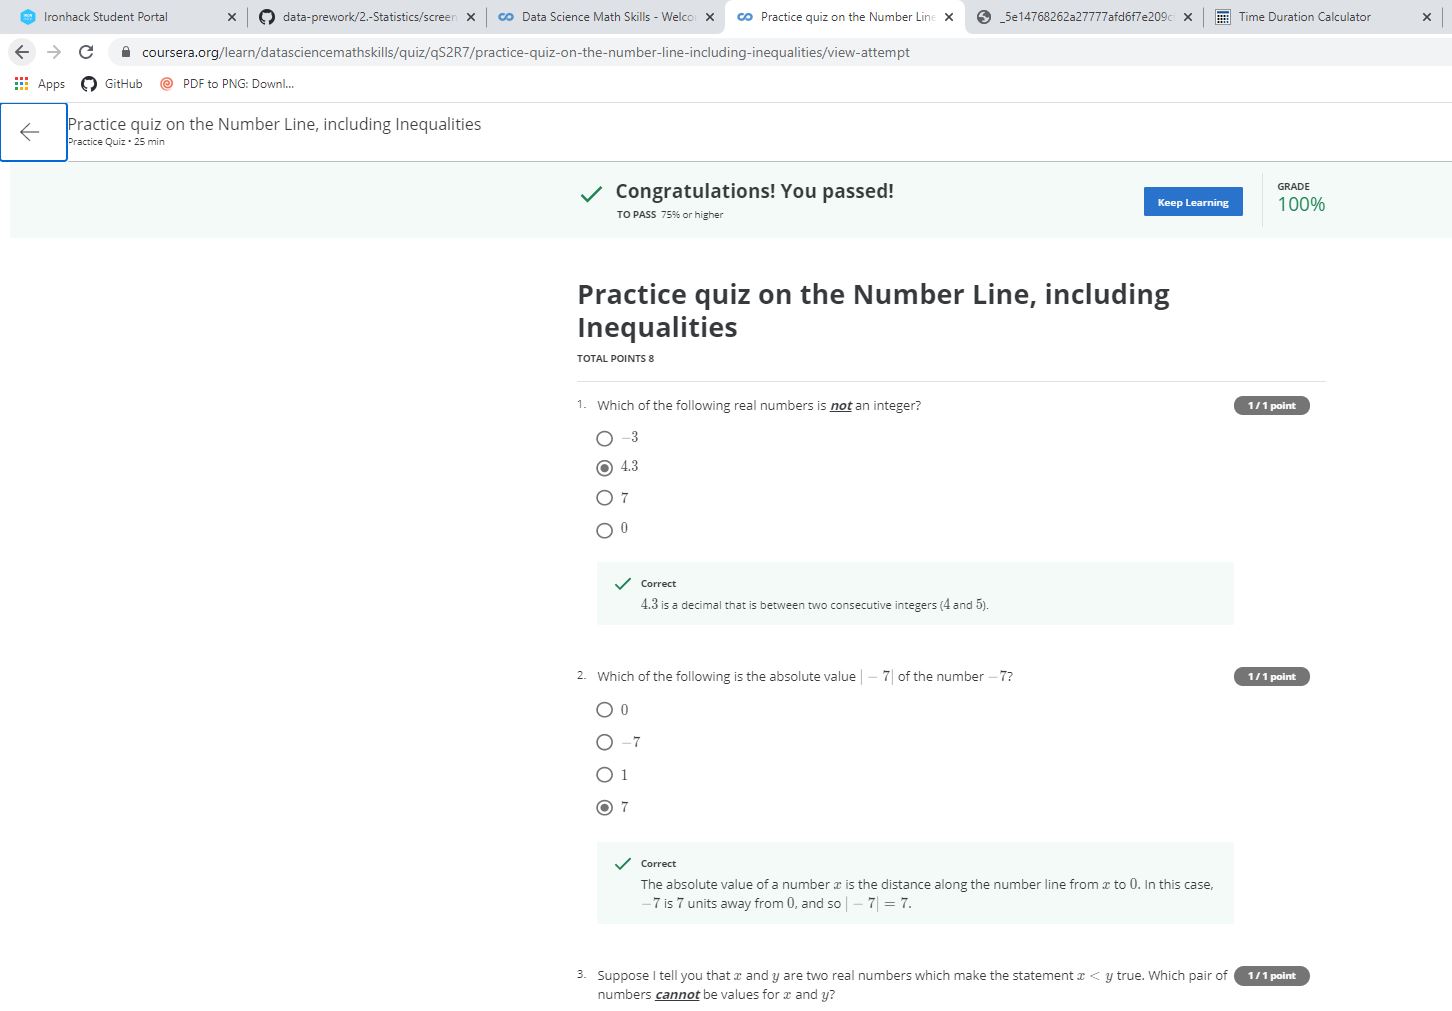 Ironhack Student Portal
data-prework/2.-Statistics/screen
Data Science Math Skills - Welco
Practice quiz on the Number Line
_5e14768262a27777afd6f7e209c
Time Duration Calculator
coursera.org/learn/datasciencemathskills/quiz/qS2R7/practice-quiz-on-the-number-line-including-inequalities/view-attempt
Apps
GitHub
PDF to PNG: Downl...
Practice quiz on the Number Line, including Inequalities
Practice Quiz • 25 min
Congratulations! You passed!
TO PASS 75% or higher
Keep Learning
GRADE
100%
Practice quiz on the Number Line, including
Inequalities
TOTAL POINTS 8
1. Which of the following real numbers is not an integer?
1 / 1 point
−3
4.3
7
0
Correct
4.3 is a decimal that is between two consecutive integers (4 and 5).
2. Which of the following is the absolute value | − 7| of the number −7?
1 / 1 point
0
−7
1
7
Correct
The absolute value of a number x is the distance along the number line from x to 0. In this case,
−7 is 7 units away from 0, and so | − 7| = 7.
3. Suppose I tell you that x and y are two real numbers which make the statement x < y true. Which pair of
1 / 1 point
numbers cannot be values for x and y?